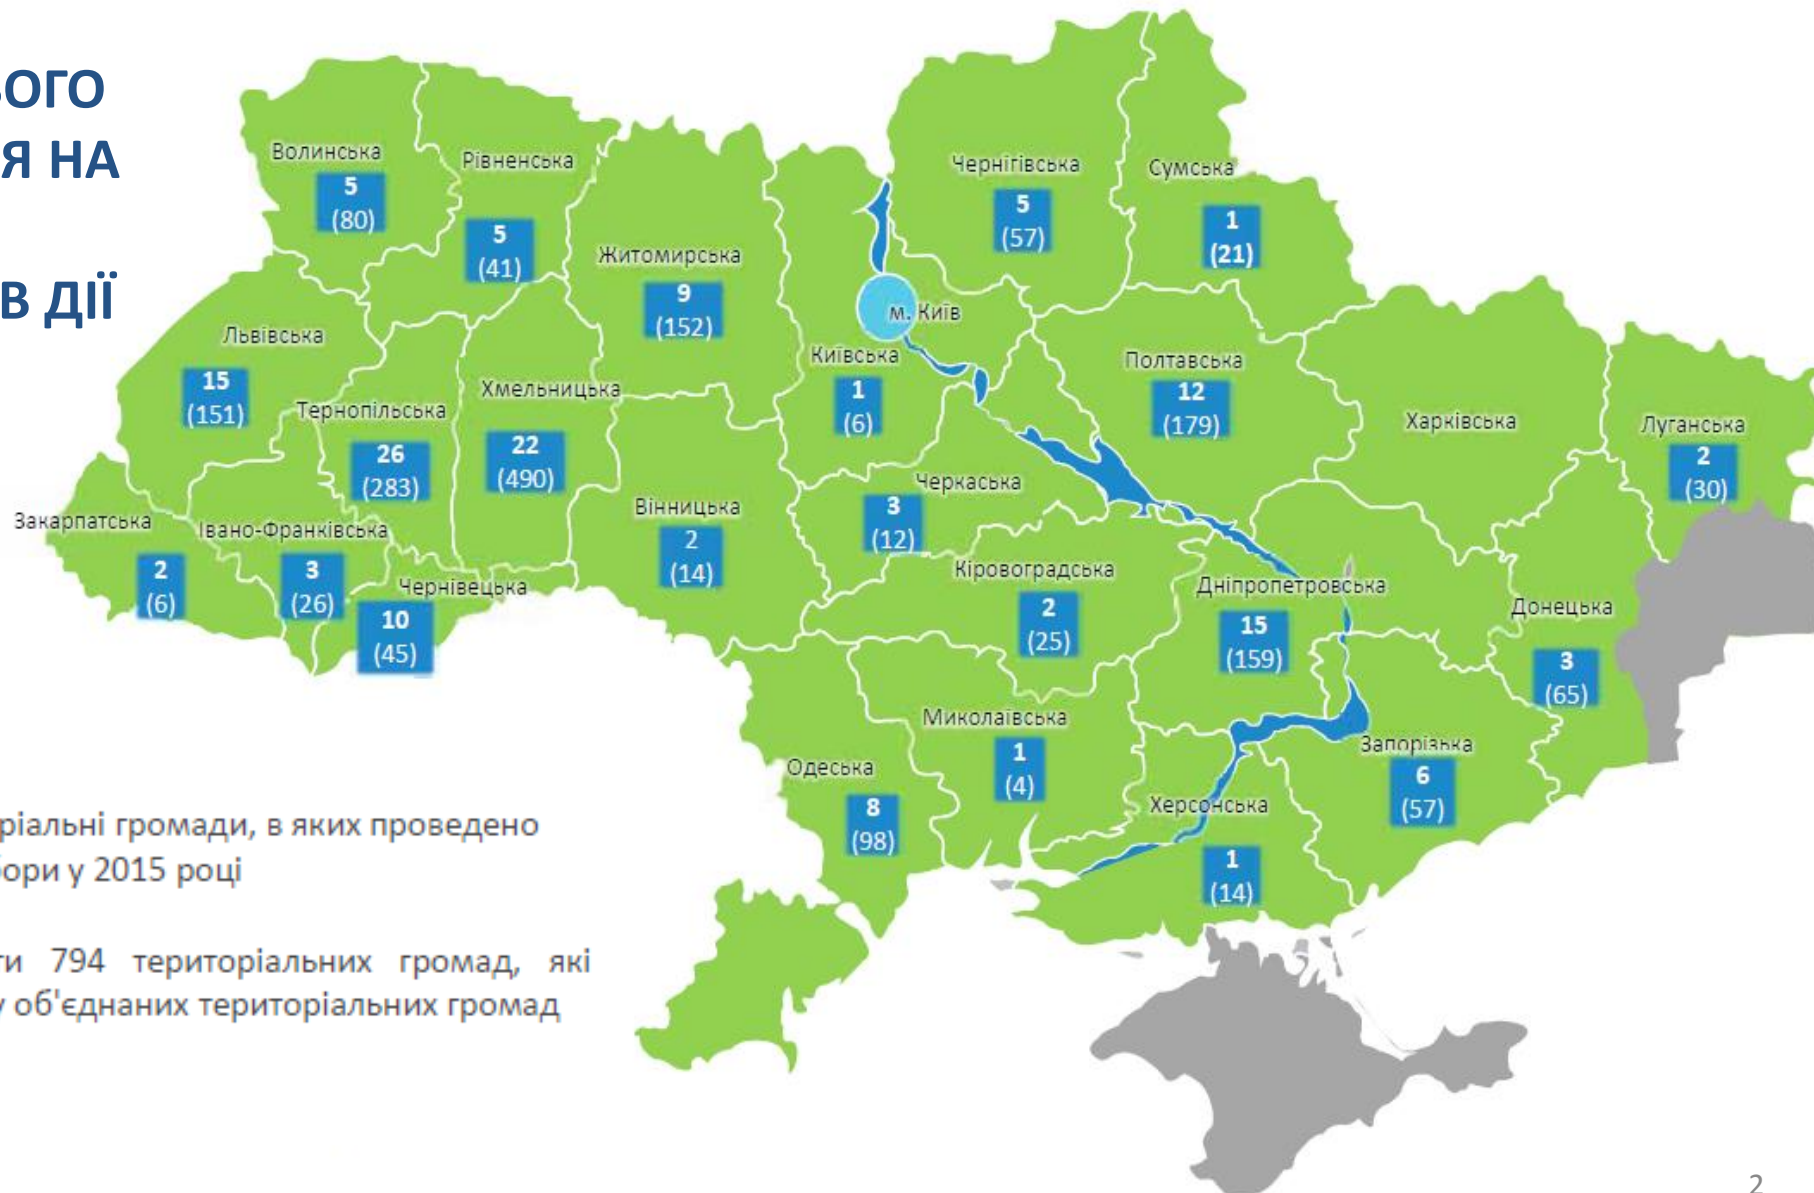 ВОГО
Я НА
В ДІЇ
Волинська
5
(80)
Рівненська
5
(41)
Житомирська
9
(152)
Чернігівська
5
(57)
Сумська
1
(21)
м. Київ
Київська
1
(6)
Львівська
15
(151)
Тернопільська
26
(283)
Хмельницька
22
(490)
Полтавська
12
(179)
Харківська
Луганська
2
(30)
Закарпатська
2
(6)
Івано-Франківська
3
(26)
Чернівецька
10
(45)
Вінницька
2
(14)
Черкаська
3
(12)
Кіровоградська
2
(25)
Дніпропетровська
15
(159)
Донецька
3
(65)
Одеська
8
(98)
Миколаївська
1
(4)
Херсонська
1
(14)
Запорізька
6
(57)
ріальні громади, в яких проведено
бори у 2015 році
ти 794 територіальних громад, які
у об'єднаних територіальних громад
2